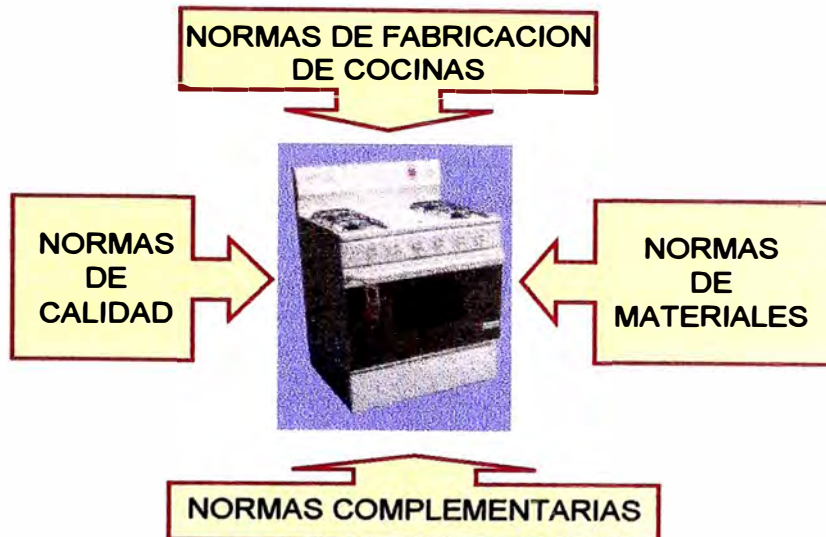 NORMAS DE FABRICACION
DE COCINAS
NORMAS
DE
CALIDAD
NORMAS
DE
MATERIALES
NORMAS COMPLEMENTARIAS